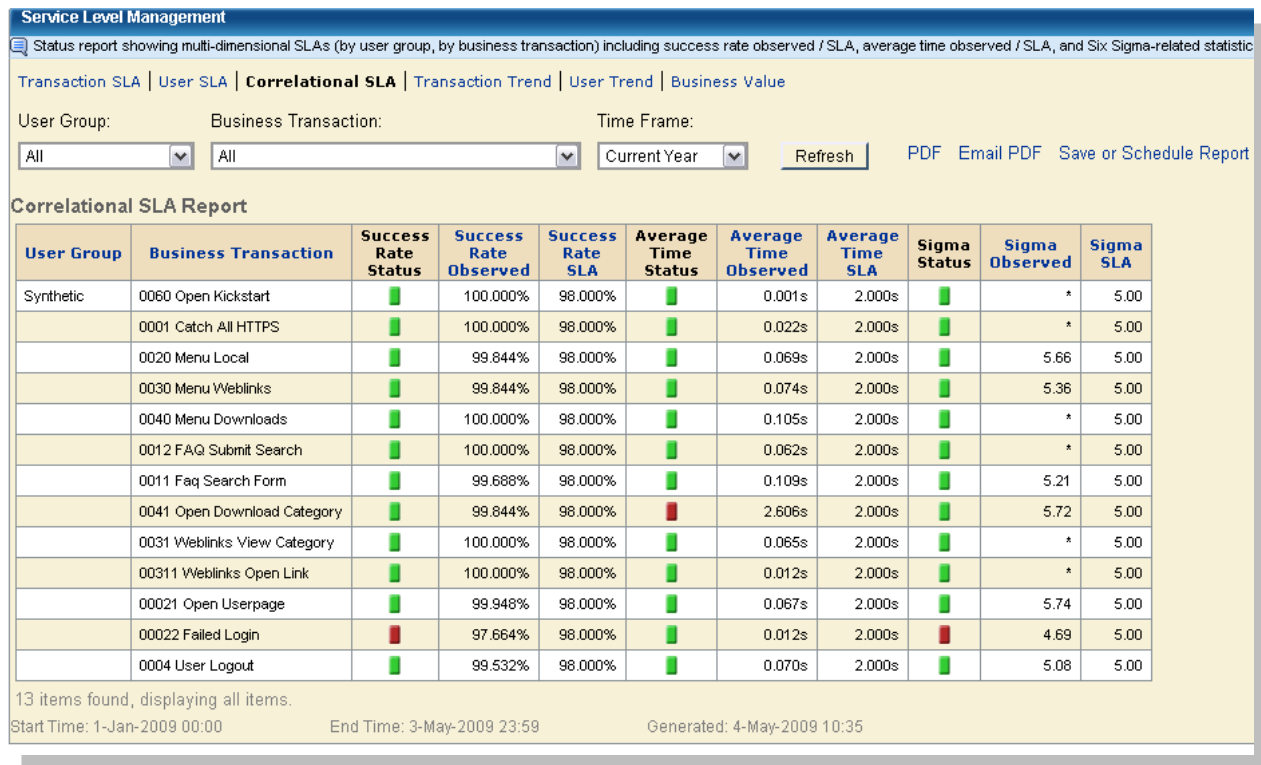 Service Level Management
Status report showing multi-dimensional SLAs (by user group, by business transaction) including success rate observed / SLA, average time observed / SLA, and Six Sigma-related statistic
Transaction SLA | User SLA | Correlational SLA | Transaction Trend | User Trend | Business Value
User Group: Business Transaction: Time Frame:
All All Current Year Refresh PDF Email PDF Save or Schedule Report
Correlational SLA Report
User Group Business Transaction Success Rate Status Success Rate Observed Success Rate SLA Average Time Status Average Time Observed Average Time SLA Sigma Status Sigma Observed Sigma SLA
Synthetic 0060 Open Kickstart 100.000% 98.000% 0.001s 2.000s * 5.00
0001 Catch All HTTPS 100.000% 98.000% 0.022s 2.000s * 5.00
0020 Menu Local 99.844% 98.000% 0.069s 2.000s 5.66 5.00
0030 Menu Weblinks 99.844% 98.000% 0.074s 2.000s 5.36 5.00
0040 Menu Downloads 100.000% 98.000% 0.105s 2.000s * 5.00
0012 FAQ Submit Search 100.000% 98.000% 0.062s 2.000s * 5.00
0011 Faq Search Form 99.688% 98.000% 0.109s 2.000s 5.21 5.00
0041 Open Download Category 99.844% 98.000% 2.606s 2.000s 5.72 5.00
0031 Weblinks View Category 100.000% 98.000% 0.065s 2.000s * 5.00
00311 Weblinks Open Link 100.000% 98.000% 0.012s 2.000s * 5.00
00021 Open Userpage 99.948% 98.000% 0.067s 2.000s 5.74 5.00
00022 Failed Login 97.664% 98.000% 0.012s 2.000s 4.69 5.00
0004 User Logout 99.532% 98.000% 0.070s 2.000s 5.08 5.00
13 items found, displaying all items.
Start Time: 1-Jan-2009 00:00 End Time: 3-May-2009 23:59 Generated: 4-May-2009 10:35